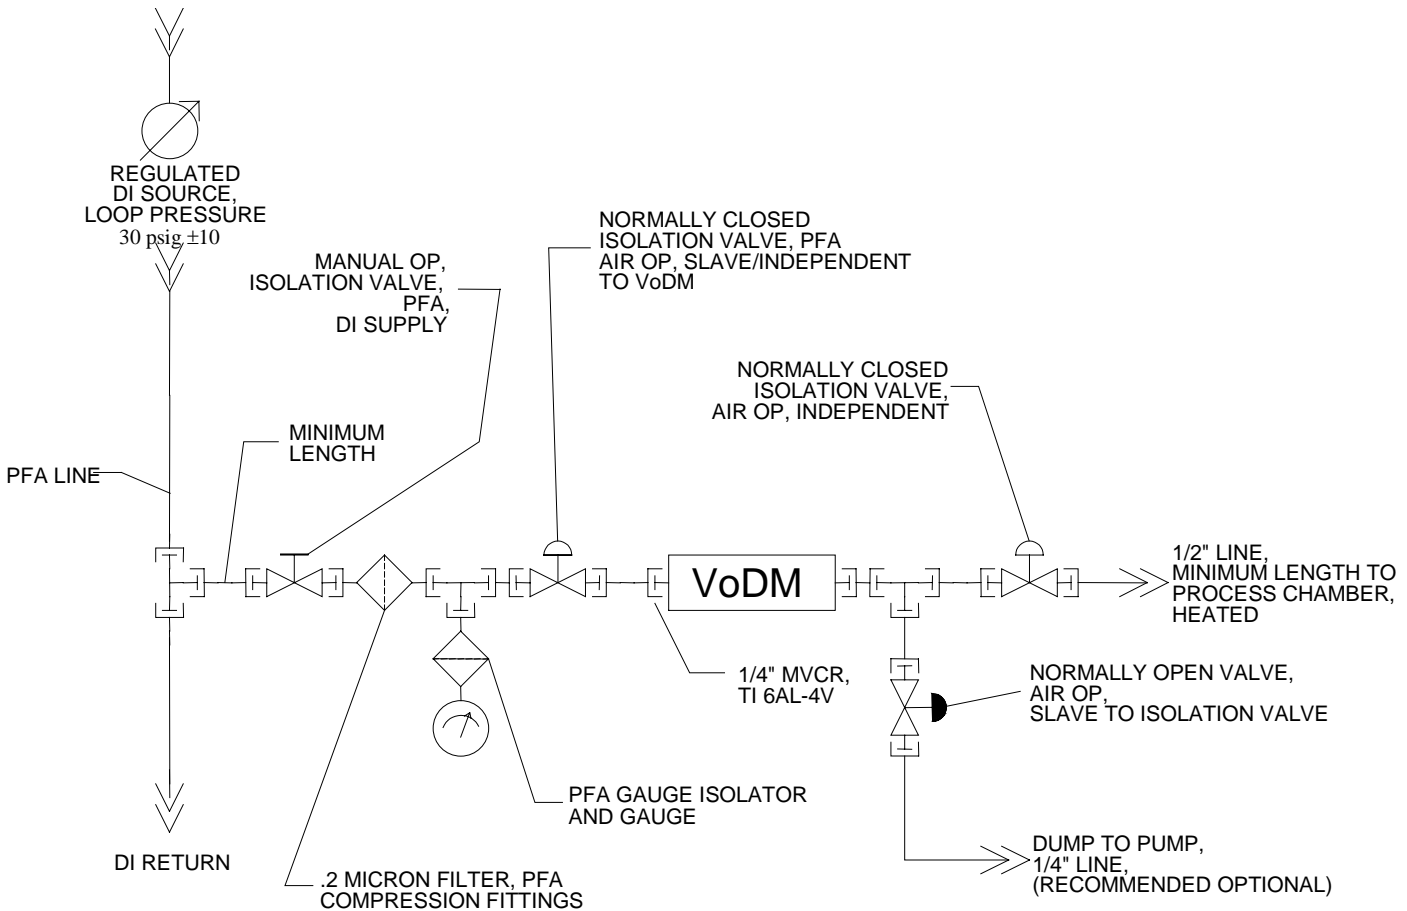 REGULATED
DI SOURCE,
LOOP PRESSURE
30 psig ±10
NORMALLY CLOSED
ISOLATION VALVE, PFA
AIR OP, SLAVE/INDEPENDENT
TO VoDM
MANUAL OP,
ISOLATION VALVE,
PFA,
DI SUPPLY
NORMALLY CLOSED
ISOLATION VALVE,
AIR OP, INDEPENDENT
MINIMUM
LENGTH
PFA LINE
VoDM
1/2" LINE,
MINIMUM LENGTH TO
PROCESS CHAMBER,
HEATED
1/4" MVCR,
TI 6AL-4V
NORMALLY OPEN VALVE,
AIR OP,
SLAVE TO ISOLATION VALVE
PFA GAUGE ISOLATOR
AND GAUGE
DI RETURN
DUMP TO PUMP,
1/4" LINE,
(RECOMMENDED OPTIONAL)
.2 MICRON FILTER, PFA
COMPRESSION FITTINGS